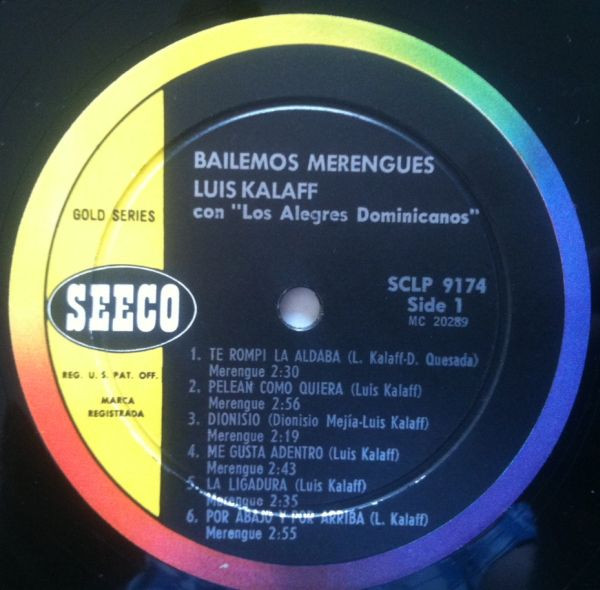 BAILEMOS MERENGUES
LUIS KALAFF
con "Los Alegres Dominicanos"
GOLD SERIES
SCLP 9174
Side 1
MC 20289
SEECO
REG. U. S. PAT. OFF.
MARCA
REGISTRADA
1. TE ROMPI LA ALDABA (L. Kalaff-D. Quesada)
Merengue 2:30
2. PELEAN COMO QUIERA (Luis Kalaff)
Merengue 2:56
3. DIONISIO (Dionisio Mejía-Luis Kalaff)
Merengue 2:19
4. ME GUSTA ADENTRO (Luis Kalaff)
Merengue 2:43
5. LA LIGADURA (Luis Kalaff)
Merengue 2:35
6. POR ABAJO Y POR ARRIBA (L. Kalaff)
Merengue 2:55